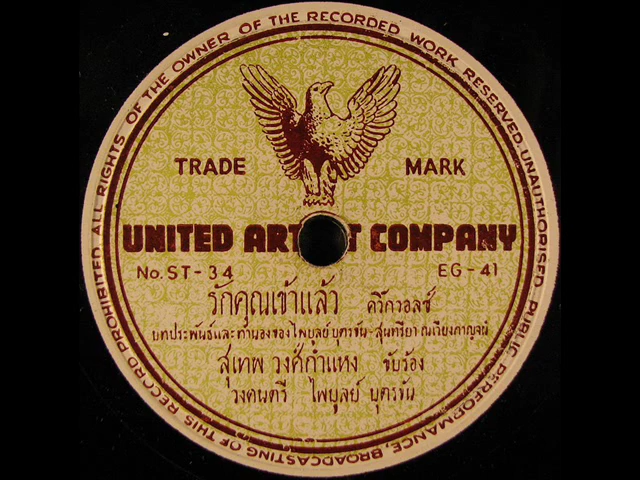 ALL RIGHTS OF THE OWNER OF THE RECORDED WORK RESERVED. UNAUTHORISED PUBLIC PERFORMANCE, BROADCASTING OF THIS RECORD PROHIBITED.
TRADE MARK
UNITED ARTIST COMPANY
No. ST-34 EG-41
รักคุณเข้าแล้ว ควิ๊กวอลซ์
บทประพันธ์และทำนองของไพบูลย์ บุตรขัน-สุนทรียา ณเวียงกาญจน์
สุเทพ วงศ์กำแหง ขับร้อง
วงดนตรี ไพบูลย์ บุตรขัน